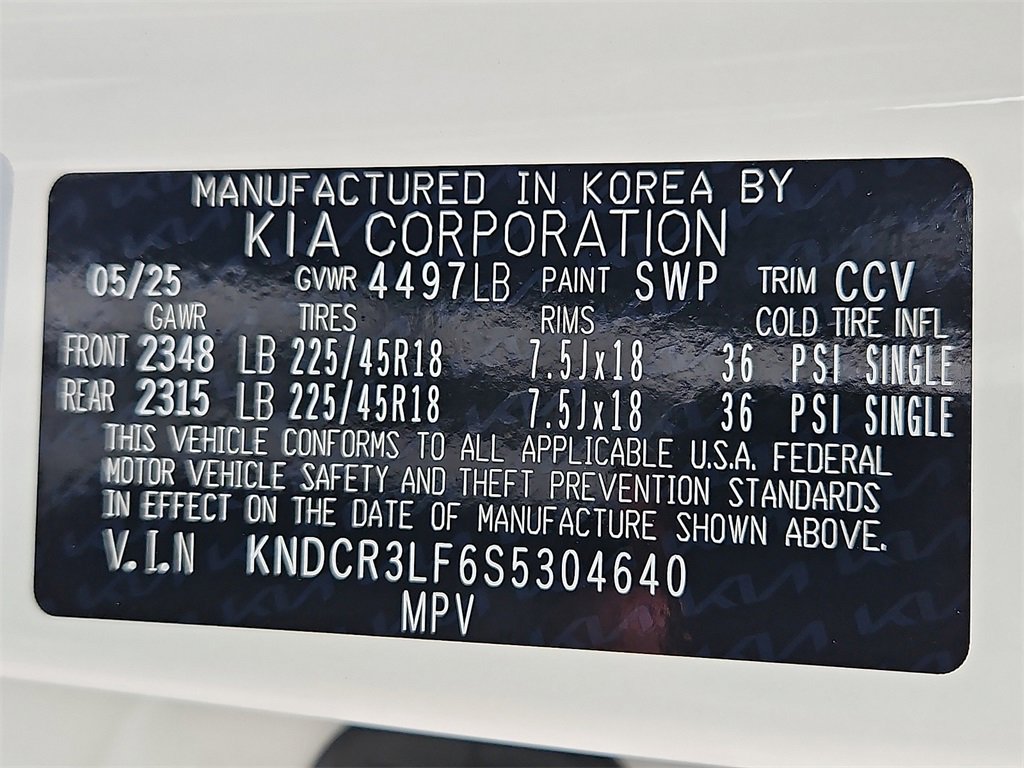 MANUFACTURED IN KOREA BY
KIA CORPORATION
05/25 GVWR 4497LB PAINT SWP TRIM CCV
GAWR TIRES RIMS COLD TIRE INFL
FRONT 2348 LB 225/45R18 7.5Jx18 36 PSI SINGLE
REAR 2315 LB 225/45R18 7.5Jx18 36 PSI SINGLE
THIS VEHICLE CONFORMS TO ALL APPLICABLE U.S.A. FEDERAL
MOTOR VEHICLE SAFETY AND THEFT PREVENTION STANDARDS
IN EFFECT ON THE DATE OF MANUFACTURE SHOWN ABOVE.
V.I.N KNDCR3LF6S5304640
MPV